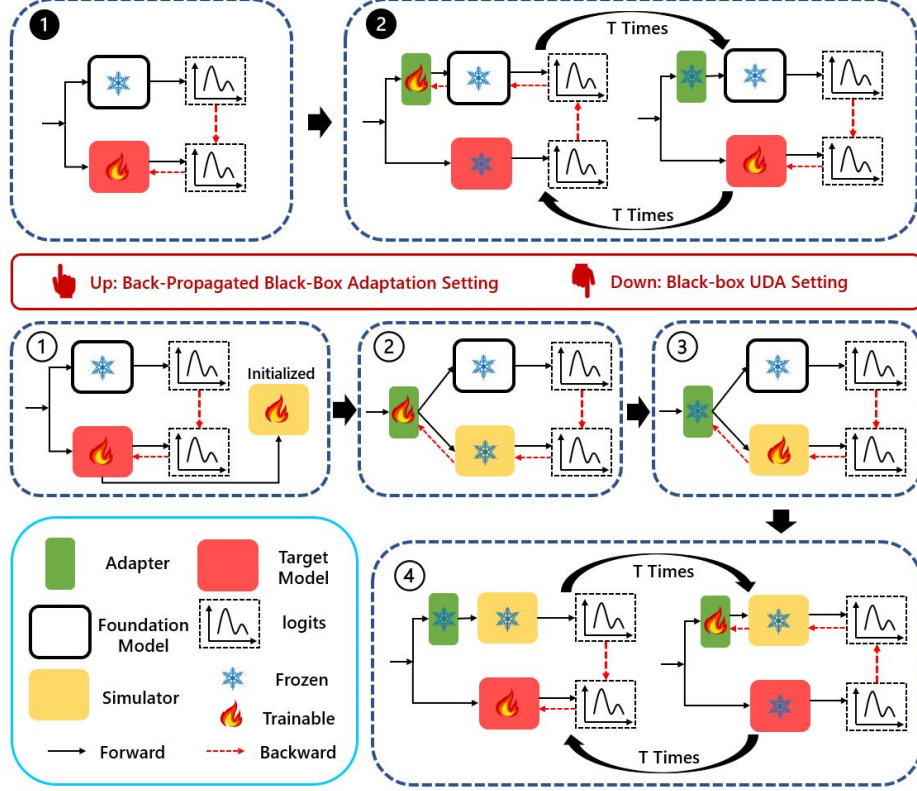 1
2
T Times
T Times
Up: Back-Propagated Black-Box Adaptation Setting
Down: Black-box UDA Setting
1
Initialized
2
3
Adapter
Target
Model
Foundation
Model
logits
Simulator
Frozen
Trainable
Forward
Backward
4
T Times
T Times